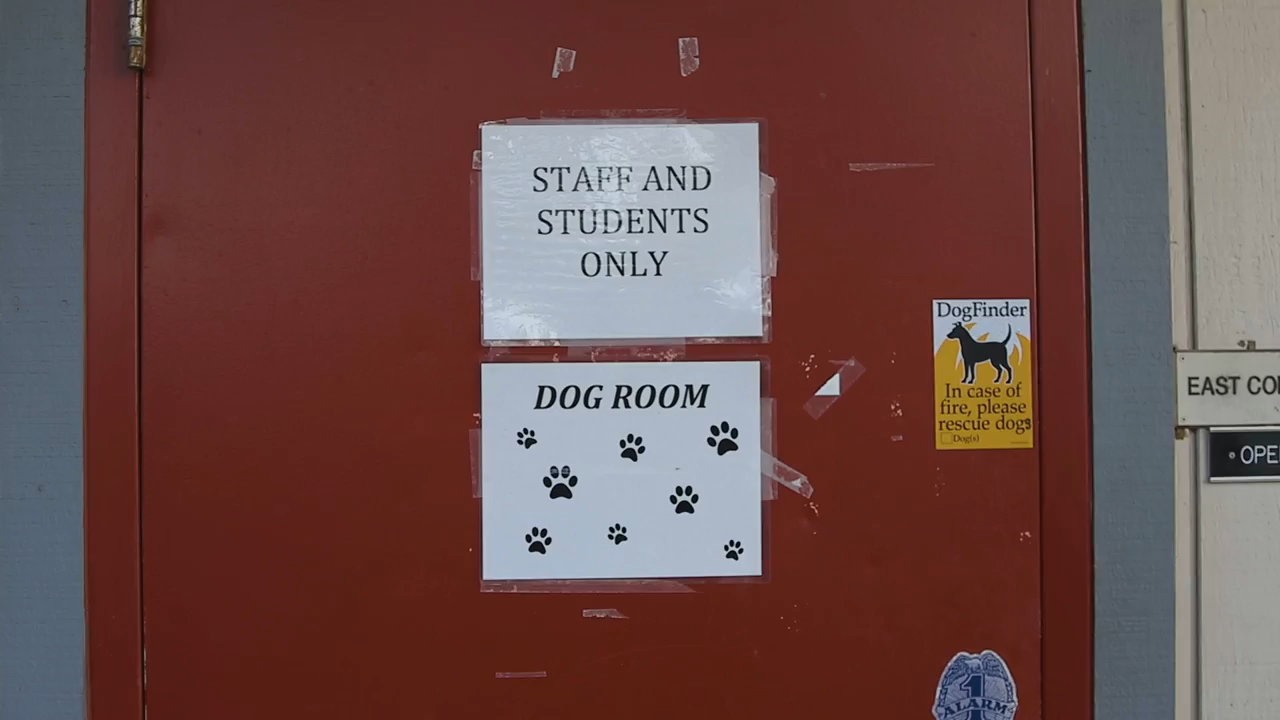 STAFF AND
STUDENTS
ONLY
DOG ROOM
DogFinder
In case of
fire, please
rescue dogs
Dog(s)
EAST
OPE
1
ALARM